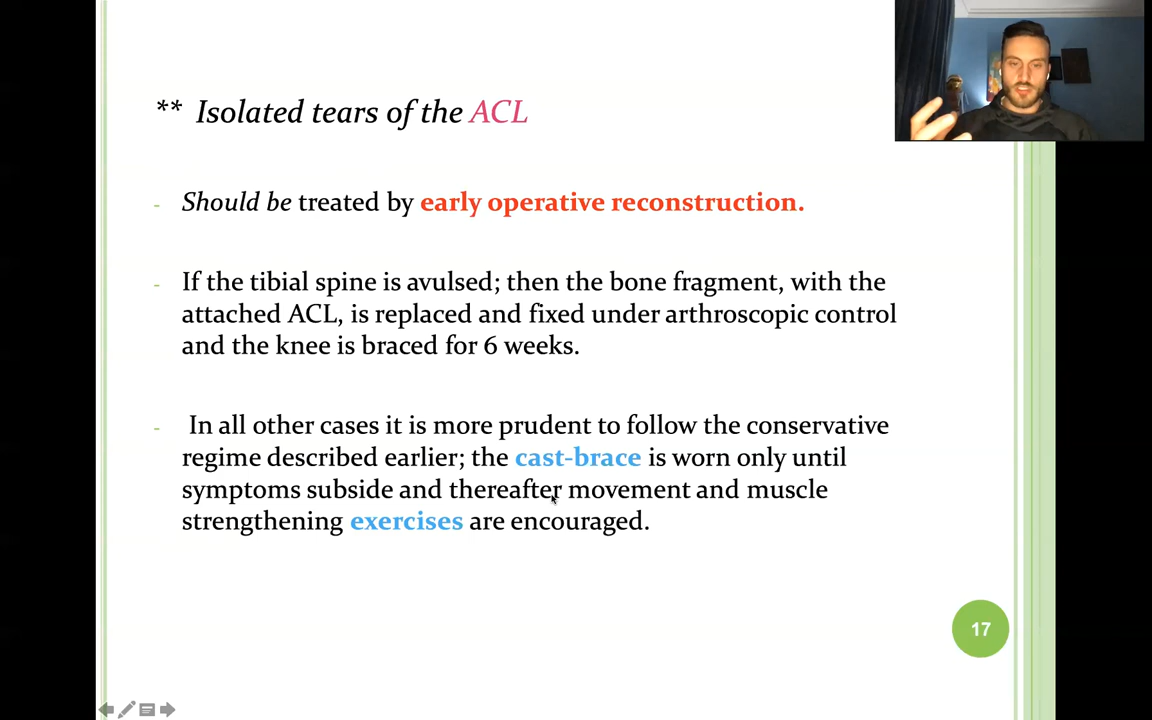 ** Isolated tears of the ACL
- Should be treated by early operative reconstruction.
- If the tibial spine is avulsed; then the bone fragment, with the
attached ACL, is replaced and fixed under arthroscopic control
and the knee is braced for 6 weeks.
- In all other cases it is more prudent to follow the conservative
regime described earlier; the cast-brace is worn only until
symptoms subside and thereafter movement and muscle
strengthening exercises are encouraged.
17